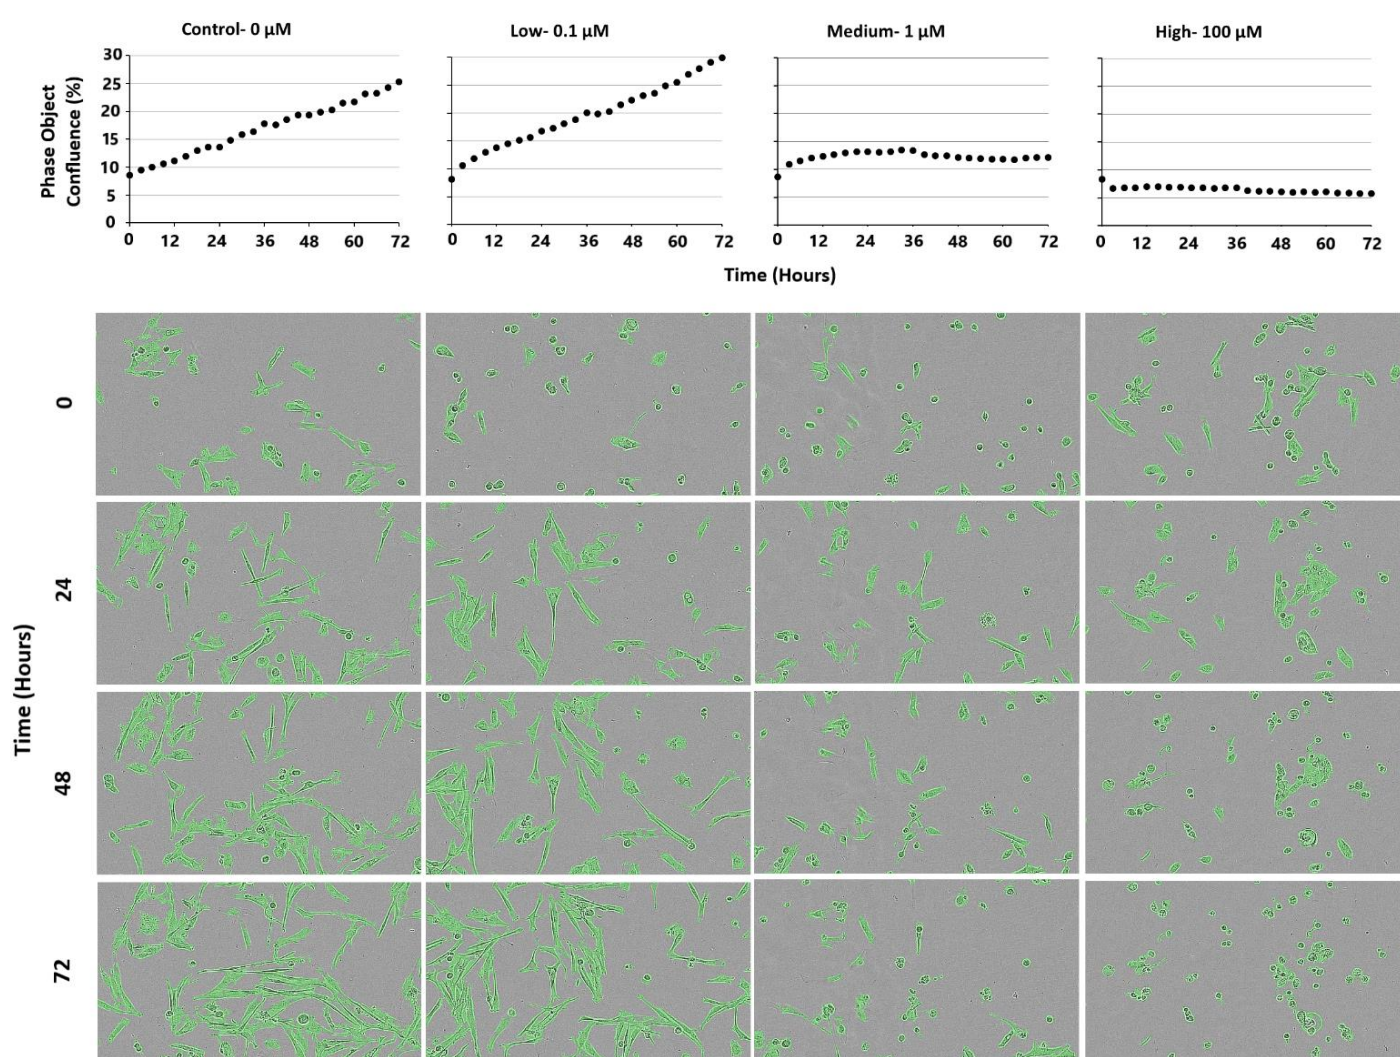 Control- 0 µM
Low- 0.1 µM
Medium- 1 µM
High- 100 µM
Phase Object
Confluence (%)
30
25
20
15
10
5
0
0 12 24 36 48 60 72
0 12 24 36 48 60 72
0 12 24 36 48 60 72
0 12 24 36 48 60 72
Time (Hours)
Time (Hours)
0
24
48
72